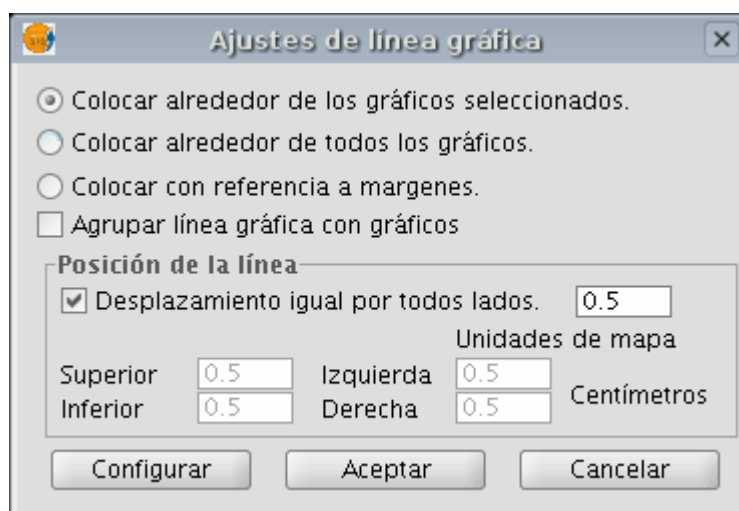 Ajustes de línea gráfica
Colocar alrededor de los gráficos seleccionados.
Colocar alrededor de todos los gráficos.
Colocar con referencia a margenes.
Agrupar línea gráfica con gráficos
Posición de la línea
Desplazamiento igual por todos lados. 0.5
Unidades de mapa
Superior 0.5 Izquierda 0.5
Centímetros
Inferior 0.5 Derecha 0.5
Configurar Aceptar Cancelar